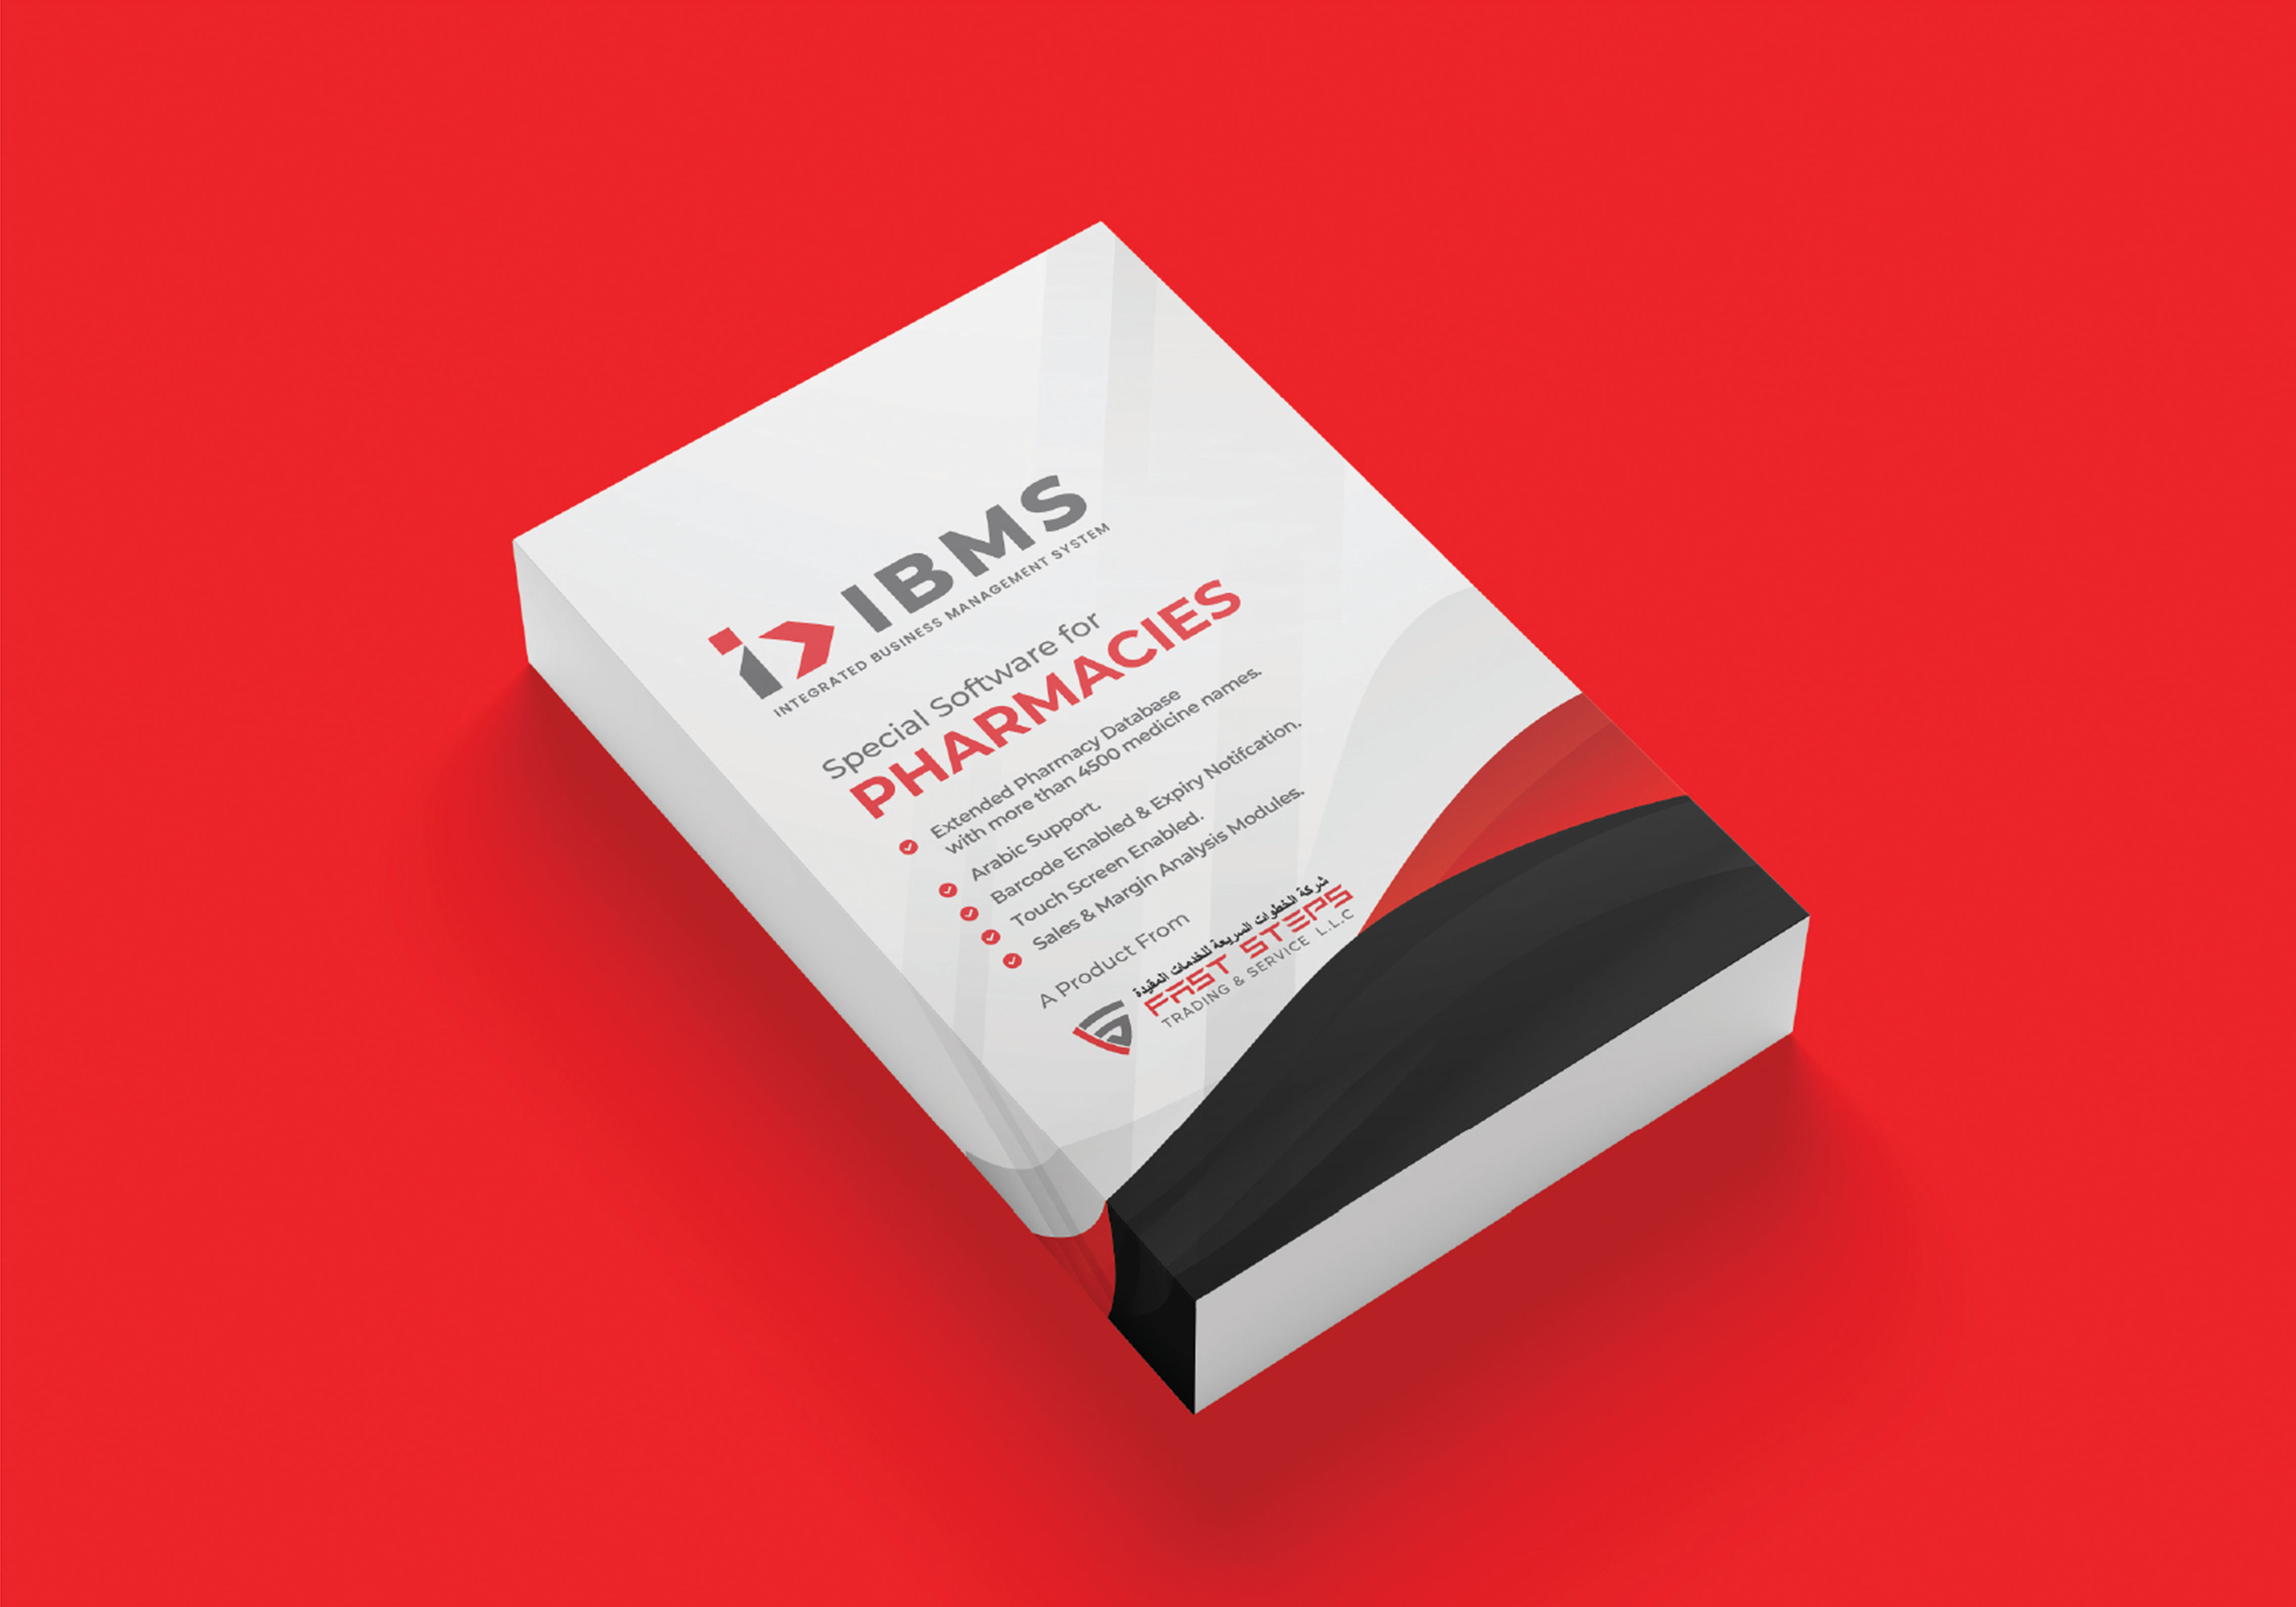 IBMS
INTEGRATED BUSINESS MANAGEMENT SYSTEM
Special Software for
PHARMACIES
Extended Pharmacy Database
with more than 4500 medicine names.
Arabic Support.
Barcode Enabled & Expiry Notifcation.
Touch Screen Enabled.
Sales & Margin Analysis Modules.
A Product From
شركة الخطوات السريعة للخدمات المقيدة
FAST STEPS
TRADING & SERVICE L.L.C